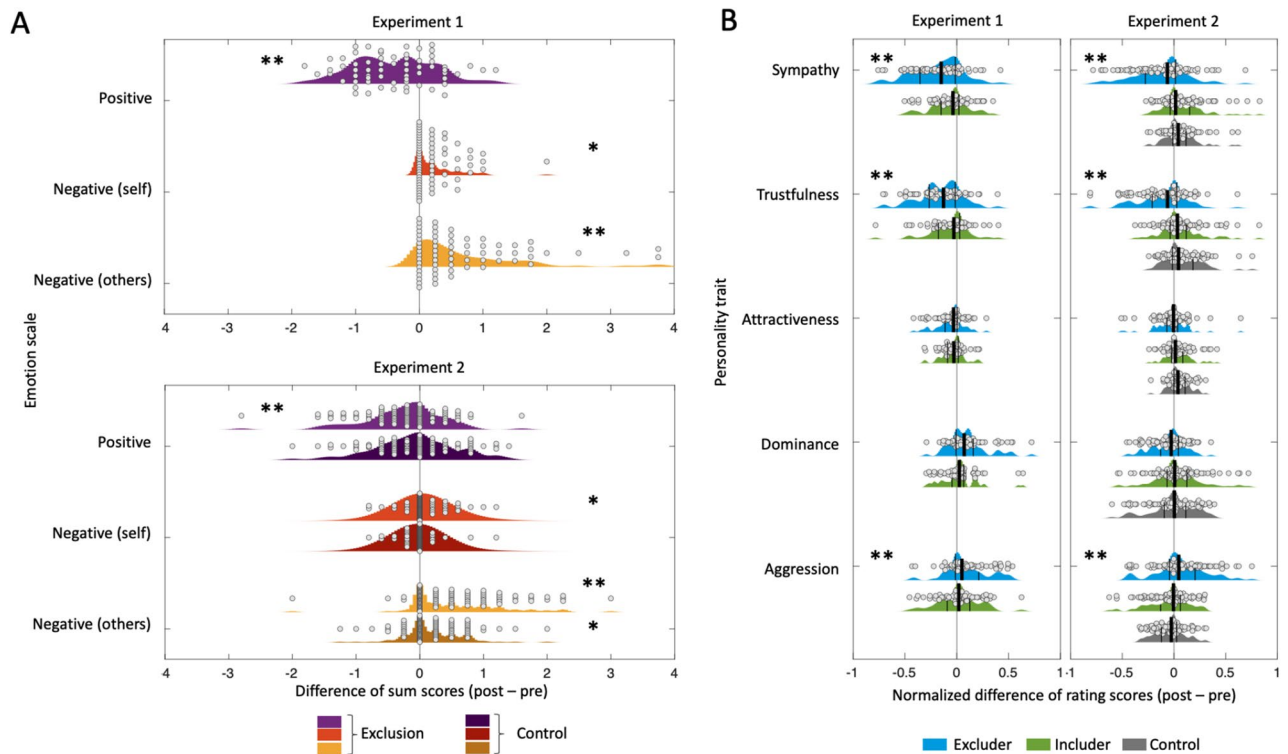 A
Experiment 1
**
Positive
*
Negative (self)
**
Negative (others)
-4 -3 -2 -1 0 1 2 3 4
Emotion scale
Experiment 2
**
Positive
*
Negative (self)
**
Negative (others)
*
-4 -3 -2 -1 0 1 2 3 4
Difference of sum scores (post – pre)
Exclusion
Control
B
Experiment 1 Experiment 2
Sympathy ** **
Trustfulness ** **
Personality trait
Attractiveness
Dominance
Aggression ** **
-1 -0.5 0 0.5 1 -1 -0.5 0 0.5 1
Normalized difference of rating scores (post – pre)
Excluder Includer Control